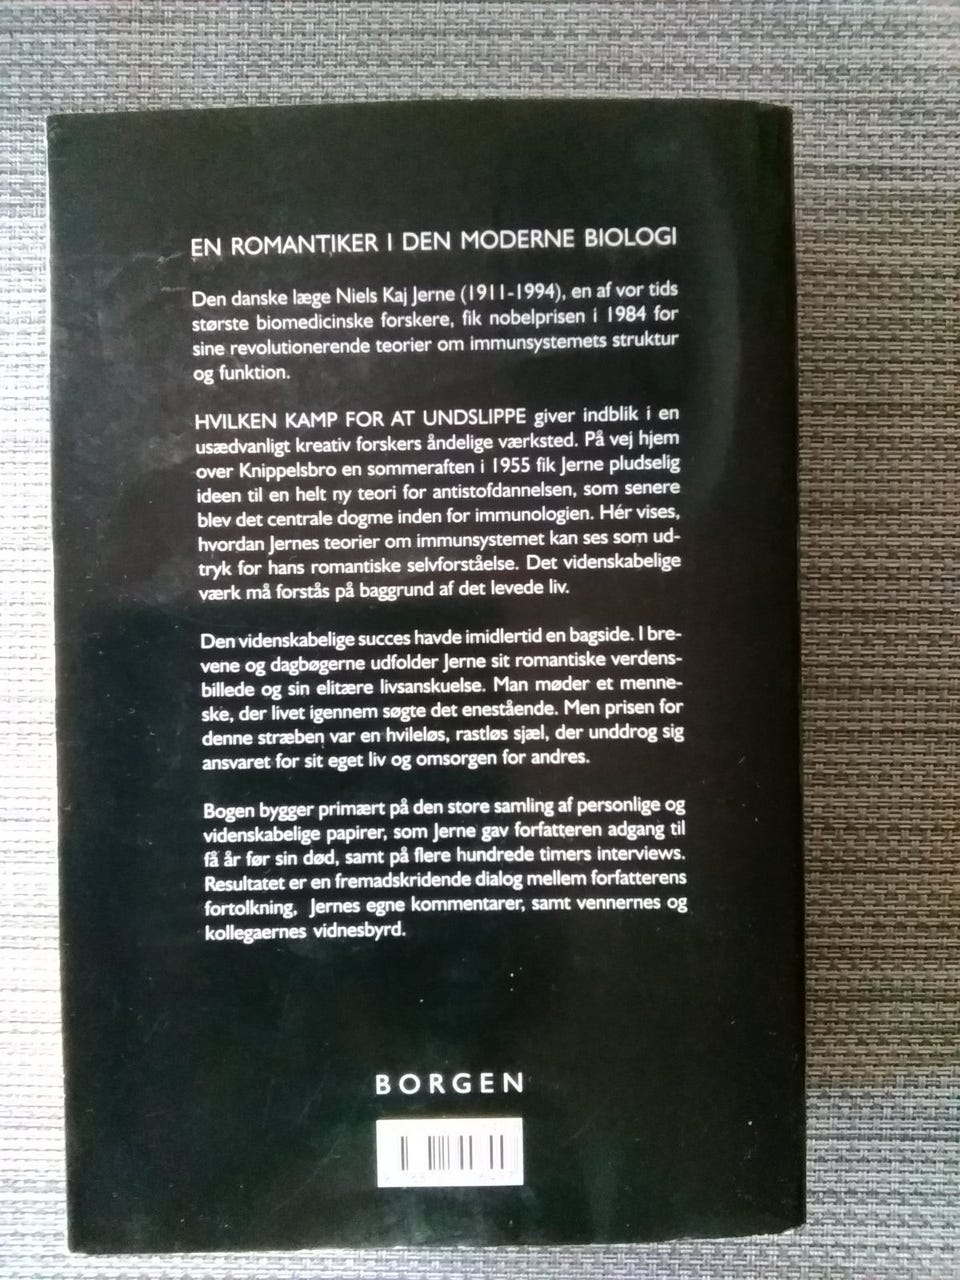 EN ROMANTIKER I DEN MODERNE BIOLOGI
Den danske læge Niels Kaj Jerne (1911-1994), en af vor tids
største biomedicinske forskere, fik nobelprisen i 1984 for
sine revolutionerende teorier om immunsystemets struktur
og funktion.
HVILKEN KAMP FOR AT UNDSLIPPE giver indblik i en
usædvanligt kreativ forskers åndelige værksted. På vej hjem
over Knippelsbro en sommeraften i 1955 fik Jerne pludselig
ideen til en helt ny teori for antistofdannelsen, som senere
blev det centrale dogme inden for immunologien. Hér vises,
hvordan Jernes teorier om immunsystemet kan ses som ud-
tryk for hans romantiske selvforståelse. Det videnskabelige
værk må forstås på baggrund af det levede liv.
Den videnskabelige succes havde imidlertid en bagside. I bre-
vene og dagbøgerne udfolder Jerne sit romantiske verdens-
billede og sin elitære livsanskuelse. Man møder et menne-
ske, der livet igennem søgte det enestående. Men prisen for
denne stræben var en hvileløs, rastløs sjæl, der unddrog sig
ansvaret for sit eget liv og omsorgen for andres.
Bogen bygger primært på den store samling af personlige og
videnskabelige papirer, som Jerne gav forfatteren adgang til
få år før sin død, samt på flere hundrede timers interviews.
Resultatet er en fremadskridende dialog mellem forfatterens
fortolkning, Jernes egne kommentarer, samt vennernes og
kollegaernes vidnesbyrd.
BORGEN